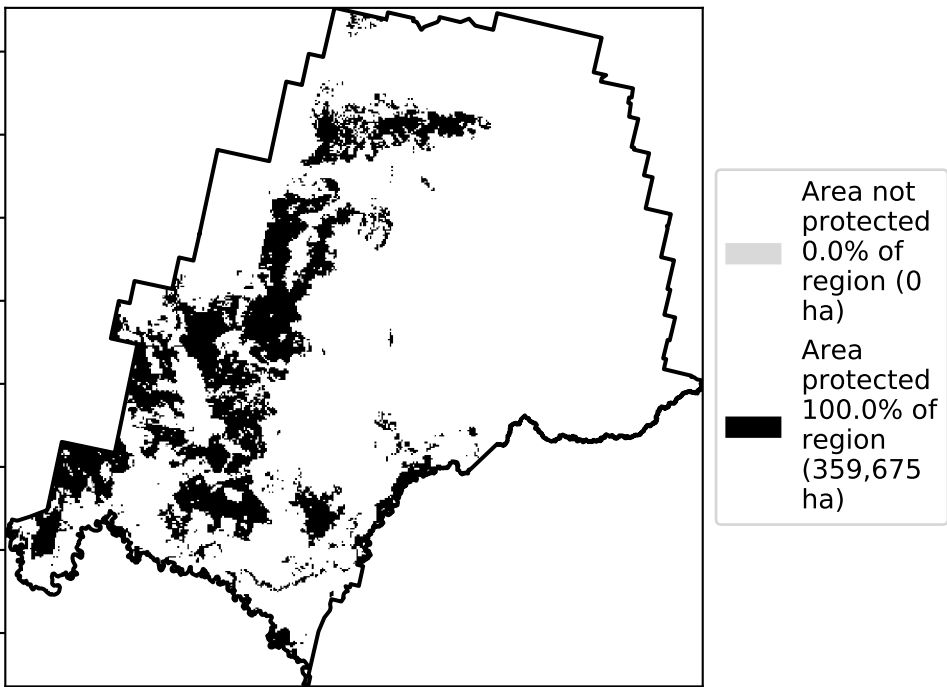 Area not
protected
0.0% of
region (0
ha)
Area
protected
100.0% of
region
(359,675
ha)